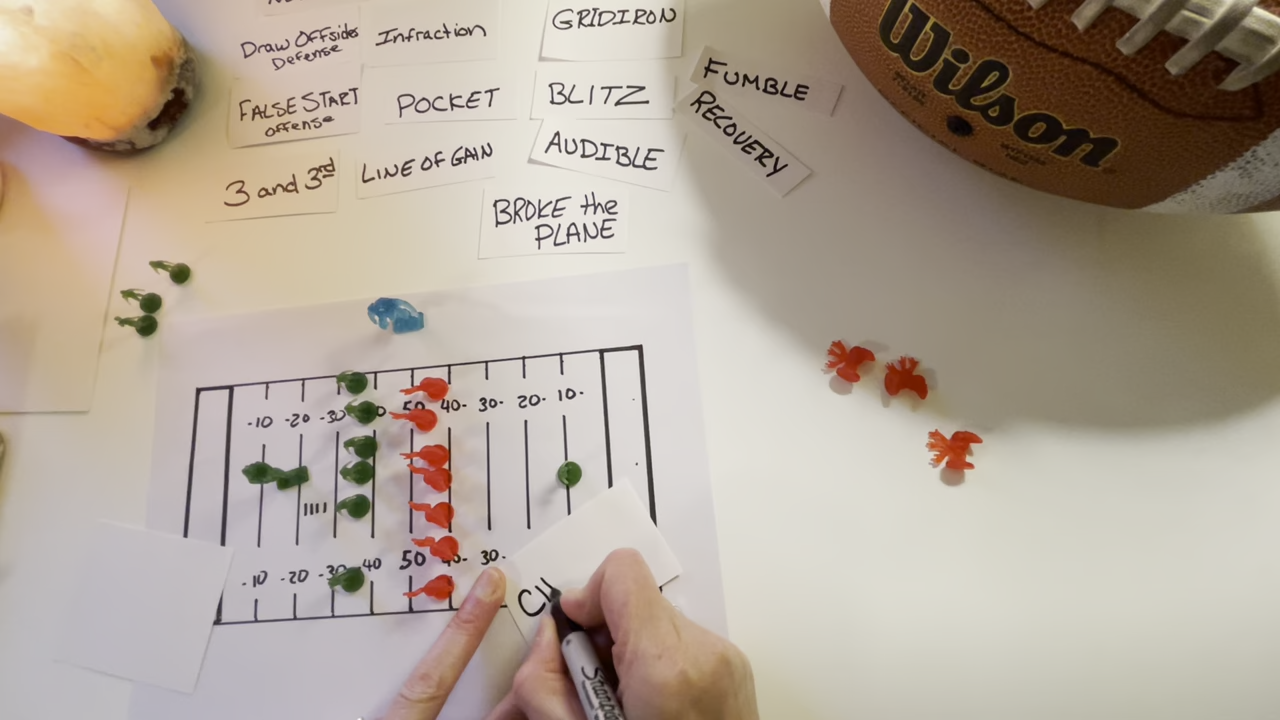 Draw Offsides
Defense
Infraction
GRIDIRON
FALSE START
offense
POCKET
BLITZ
FUMBLE
RECOVERY
3 and 3rd
LINE OF GAIN
AUDIBLE
BROKE the
PLANE
Wilson
-10 -20 -30 50 40- 30- 20- 10-
-10 -20 -30 40 50 40- 30-
Sharpie